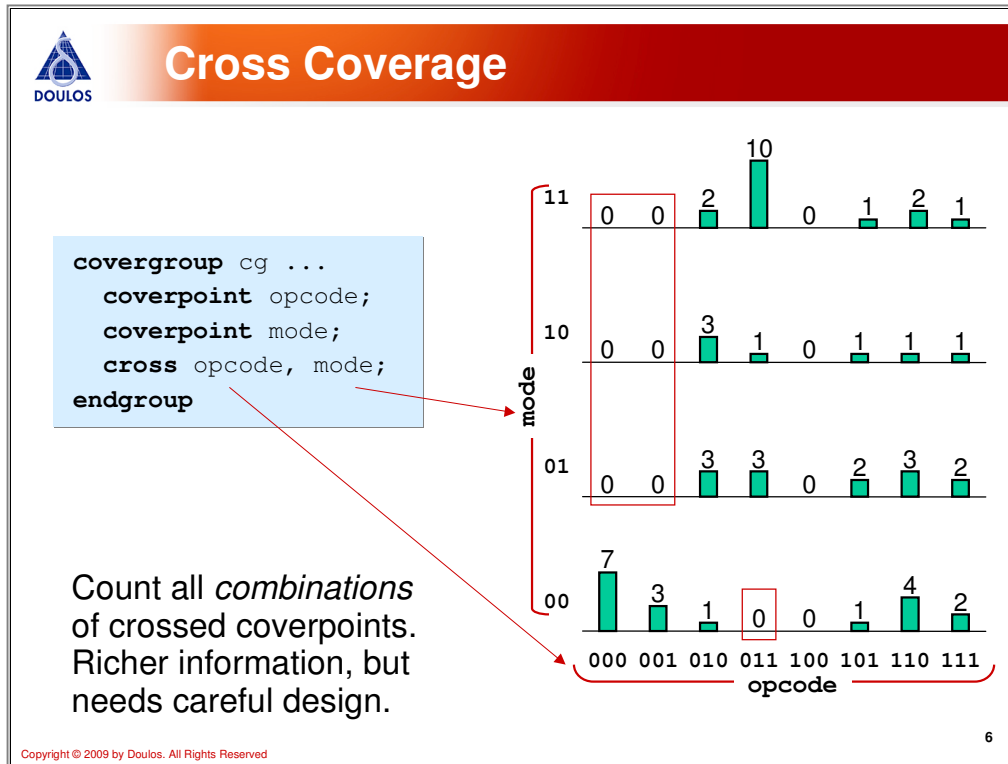 DOULOS
Cross Coverage
covergroup cg ...
coverpoint opcode;
coverpoint mode;
cross opcode, mode;
endgroup
Count all combinations
of crossed coverpoints.
Richer information, but
needs careful design.
mode
11
0 0 2 10 0 1 2 1
10
0 0 3 1 0 1 1 1
01
0 0 3 3 0 2 3 2
00
7 3 1 0 0 1 4 2
000 001 010 011 100 101 110 111
opcode
Copyright © 2009 by Doulos. All Rights Reserved
6